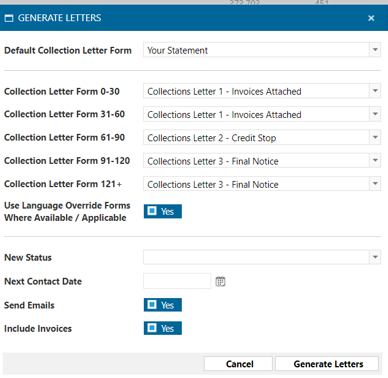 GENERATE LETTERS
Default Collection Letter Form Your Statement
Collection Letter Form 0-30 Collections Letter 1 - Invoices Attached
Collection Letter Form 31-60 Collections Letter 1 - Invoices Attached
Collection Letter Form 61-90 Collections Letter 2 - Credit Stop
Collection Letter Form 91-120 Collections Letter 3 - Final Notice
Collection Letter Form 121+ Collections Letter 3 - Final Notice
Use Language Override Forms
Where Available / Applicable Yes
New Status
Next Contact Date
Send Emails Yes
Include Invoices Yes
Cancel Generate Letters